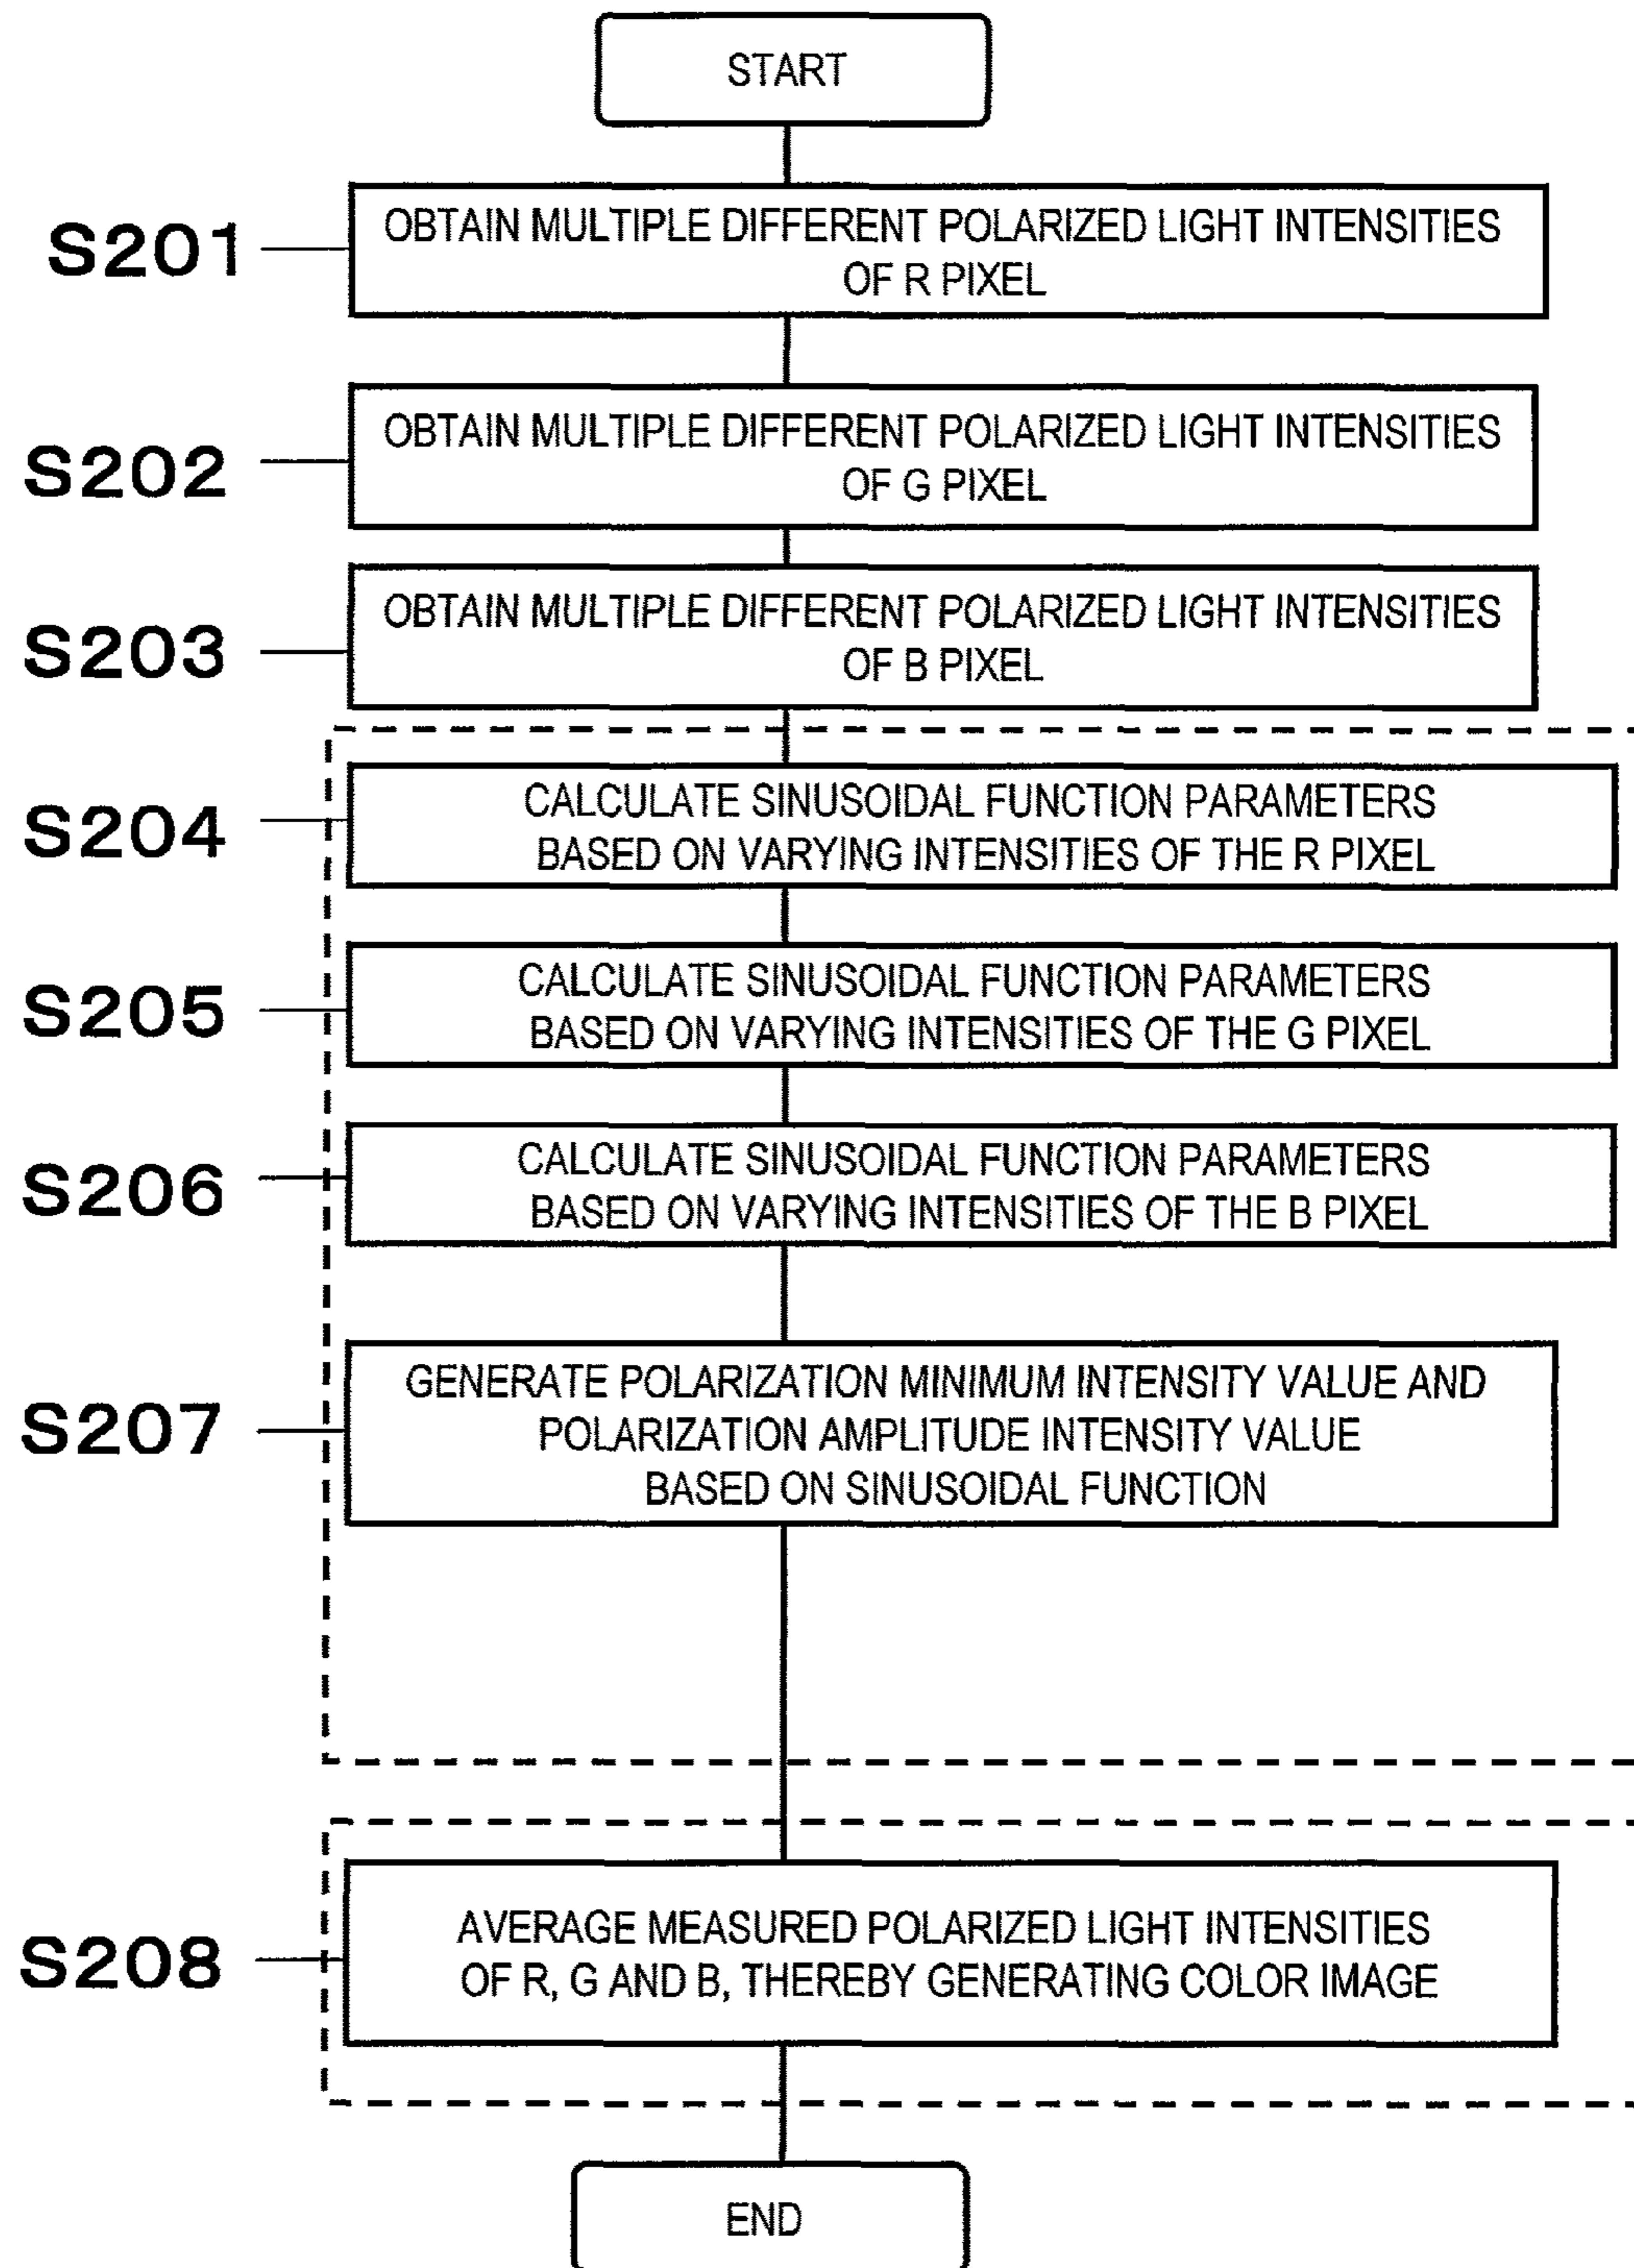 START
S201
OBTAIN MULTIPLE DIFFERENT POLARIZED LIGHT INTENSITIES
OF R PIXEL
S202
OBTAIN MULTIPLE DIFFERENT POLARIZED LIGHT INTENSITIES
OF G PIXEL
S203
OBTAIN MULTIPLE DIFFERENT POLARIZED LIGHT INTENSITIES
OF B PIXEL
S204
CALCULATE SINUSOIDAL FUNCTION PARAMETERS
BASED ON VARYING INTENSITIES OF THE R PIXEL
S205
CALCULATE SINUSOIDAL FUNCTION PARAMETERS
BASED ON VARYING INTENSITIES OF THE G PIXEL
S206
CALCULATE SINUSOIDAL FUNCTION PARAMETERS
BASED ON VARYING INTENSITIES OF THE B PIXEL
S207
GENERATE POLARIZATION MINIMUM INTENSITY VALUE AND
POLARIZATION AMPLITUDE INTENSITY VALUE
BASED ON SINUSOIDAL FUNCTION
S208
AVERAGE MEASURED POLARIZED LIGHT INTENSITIES
OF R, G AND B, THEREBY GENERATING COLOR IMAGE
END